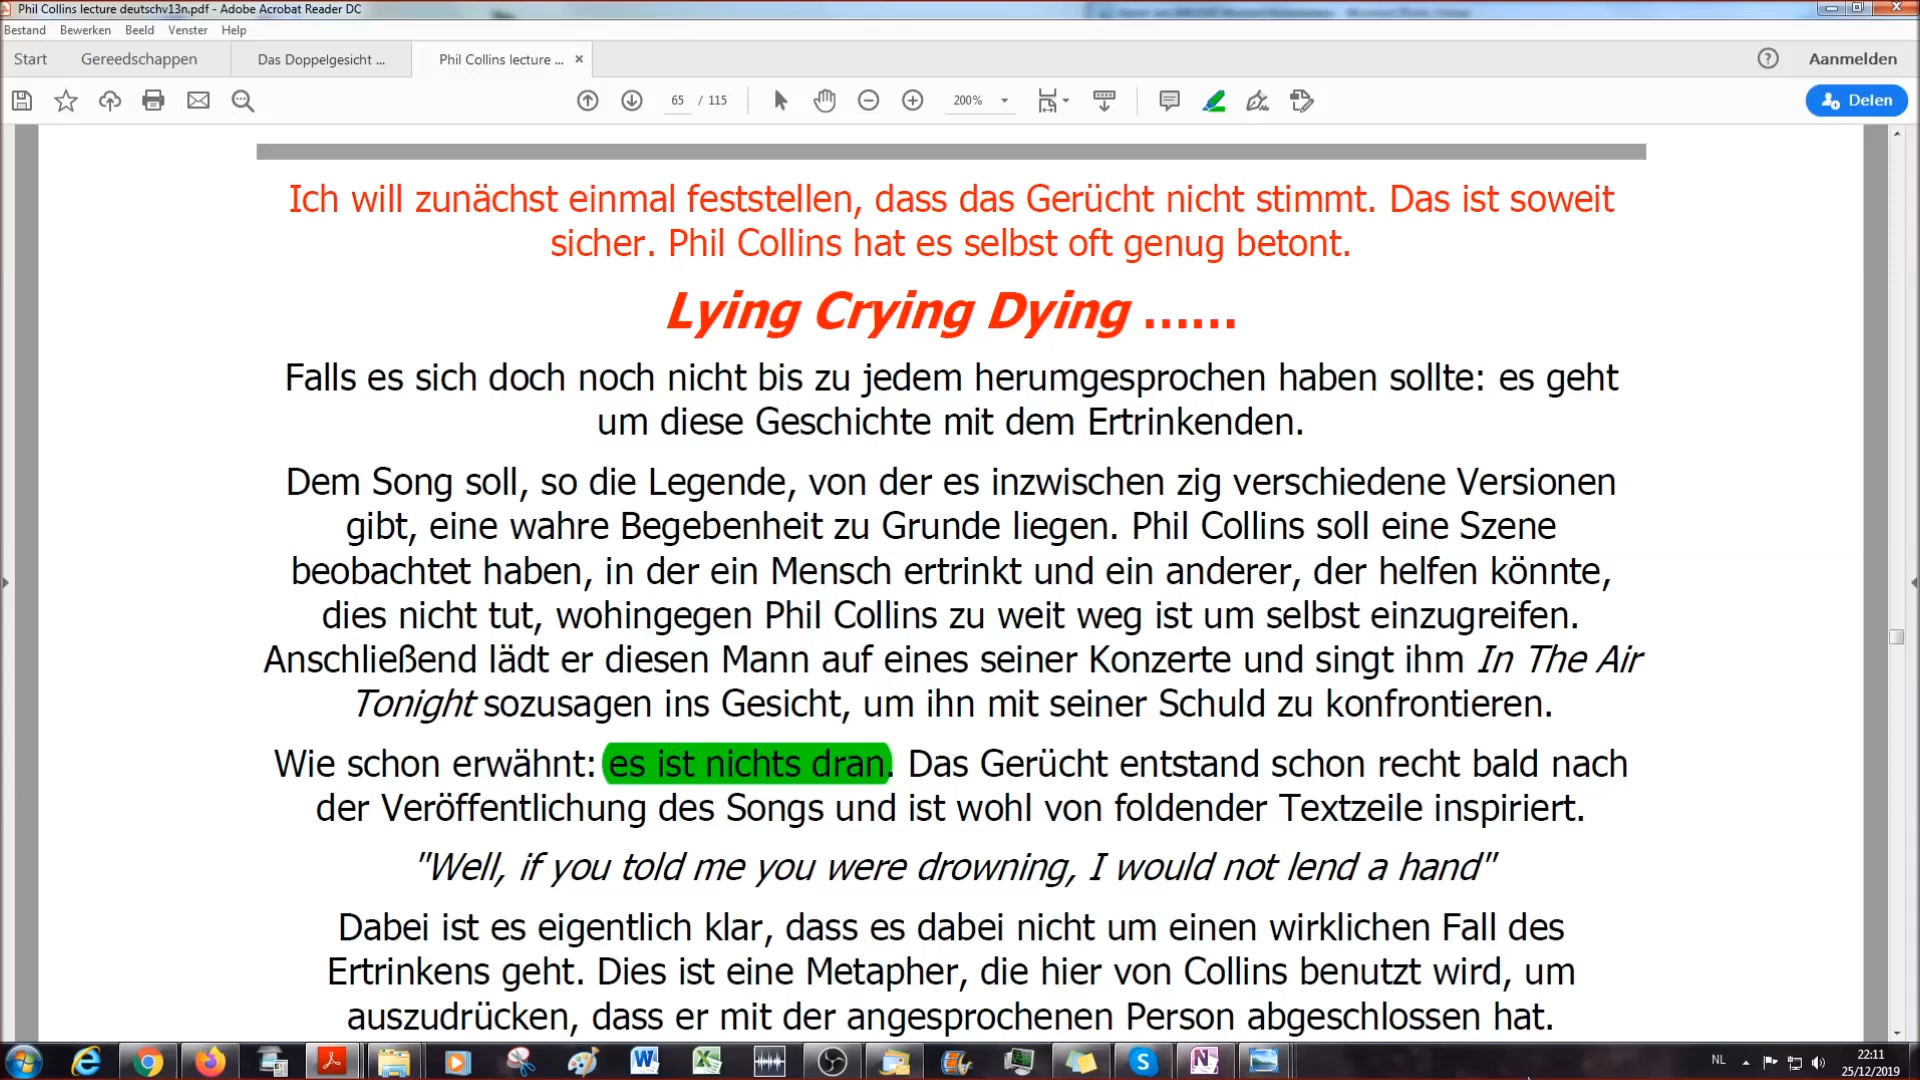 Phil Collins lecture deutschv13n.pdf - Adobe Acrobat Reader DC
Bestand Bewerken Beeld Venster Help
Start Gereedschappen Das Doppelgesicht ... Phil Collins lecture ... × Aanmelden
65 / 115 200% Delen
Ich will zunächst einmal feststellen, dass das Gerücht nicht stimmt. Das ist soweit
sicher. Phil Collins hat es selbst oft genug betont.
Lying Crying Dying ......
Falls es sich doch noch nicht bis zu jedem herumgesprochen haben sollte: es geht
um diese Geschichte mit dem Ertrinkenden.
Dem Song soll, so die Legende, von der es inzwischen zig verschiedene Versionen
gibt, eine wahre Begebenheit zu Grunde liegen. Phil Collins soll eine Szene
beobachtet haben, in der ein Mensch ertrinkt und ein anderer, der helfen könnte,
dies nicht tut, wohingegen Phil Collins zu weit weg ist um selbst einzugreifen.
Anschließend lädt er diesen Mann auf eines seiner Konzerte und singt ihm In The Air
Tonight sozusagen ins Gesicht, um ihn mit seiner Schuld zu konfrontieren.
Wie schon erwähnt: es ist nichts dran. Das Gerücht entstand schon recht bald nach
der Veröffentlichung des Songs und ist wohl von foldender Textzeile inspiriert.
"Well, if you told me you were drowning, I would not lend a hand"
Dabei ist es eigentlich klar, dass es dabei nicht um einen wirklichen Fall des
Ertrinkens geht. Dies ist eine Metapher, die hier von Collins benutzt wird, um
auszudrücken, dass er mit der angesprochenen Person abgeschlossen hat.
NL 22:11
25/12/2019